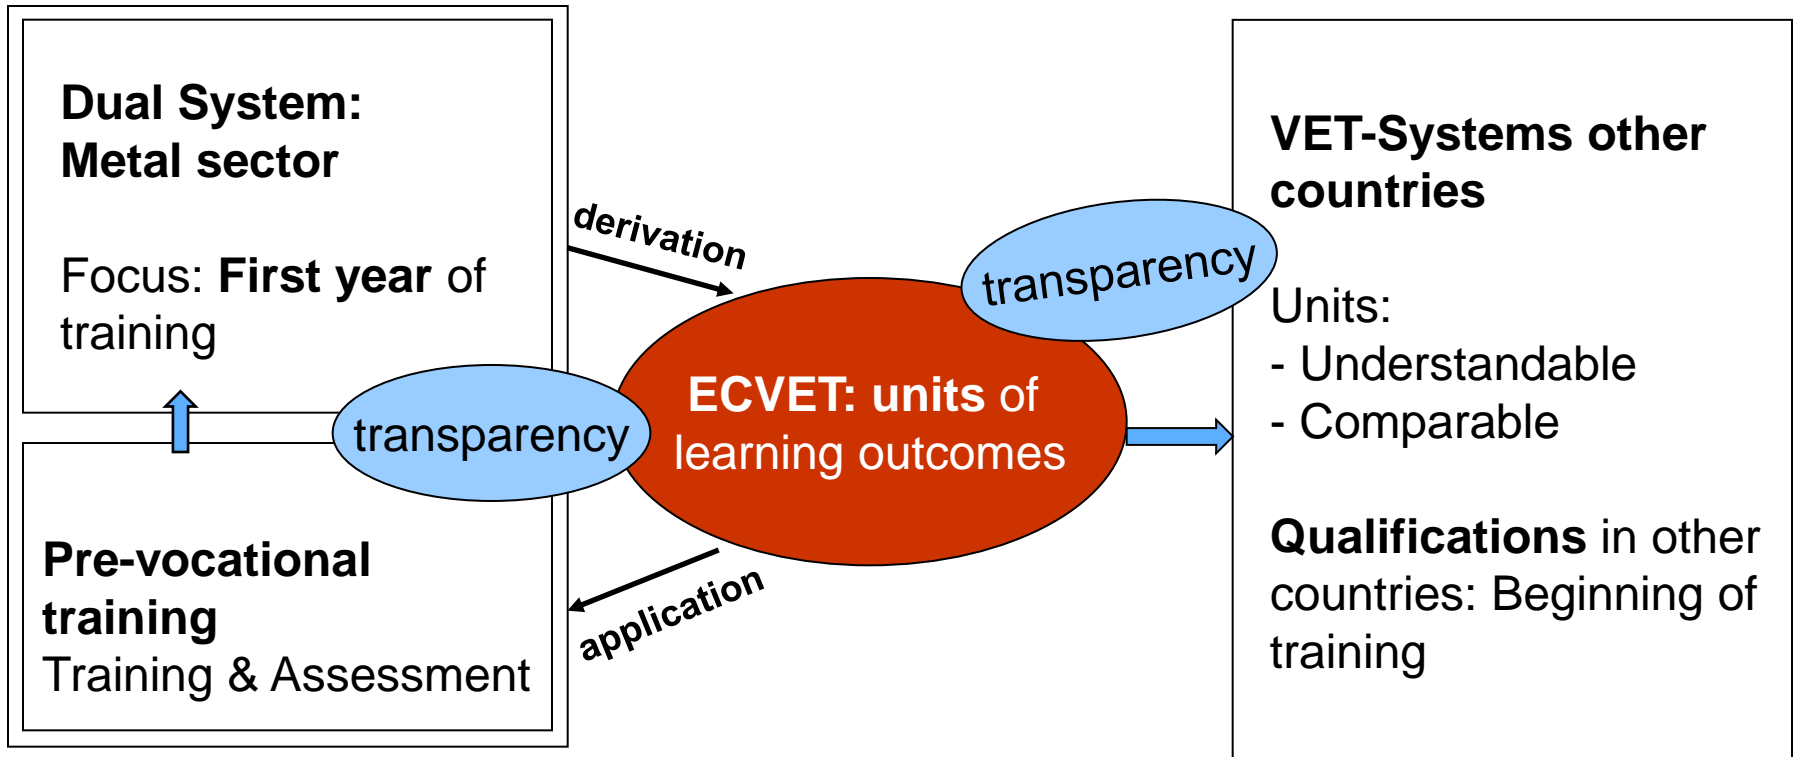 Dual System:
Metal sector
Focus: First year of
training
transparency
Pre-vocational
training
Training & Assessment
derivation
ECVET: units of
learning outcomes
application
transparency
VET-Systems other
countries
Units:
- Understandable
- Comparable
Qualifications in other
countries: Beginning of
training